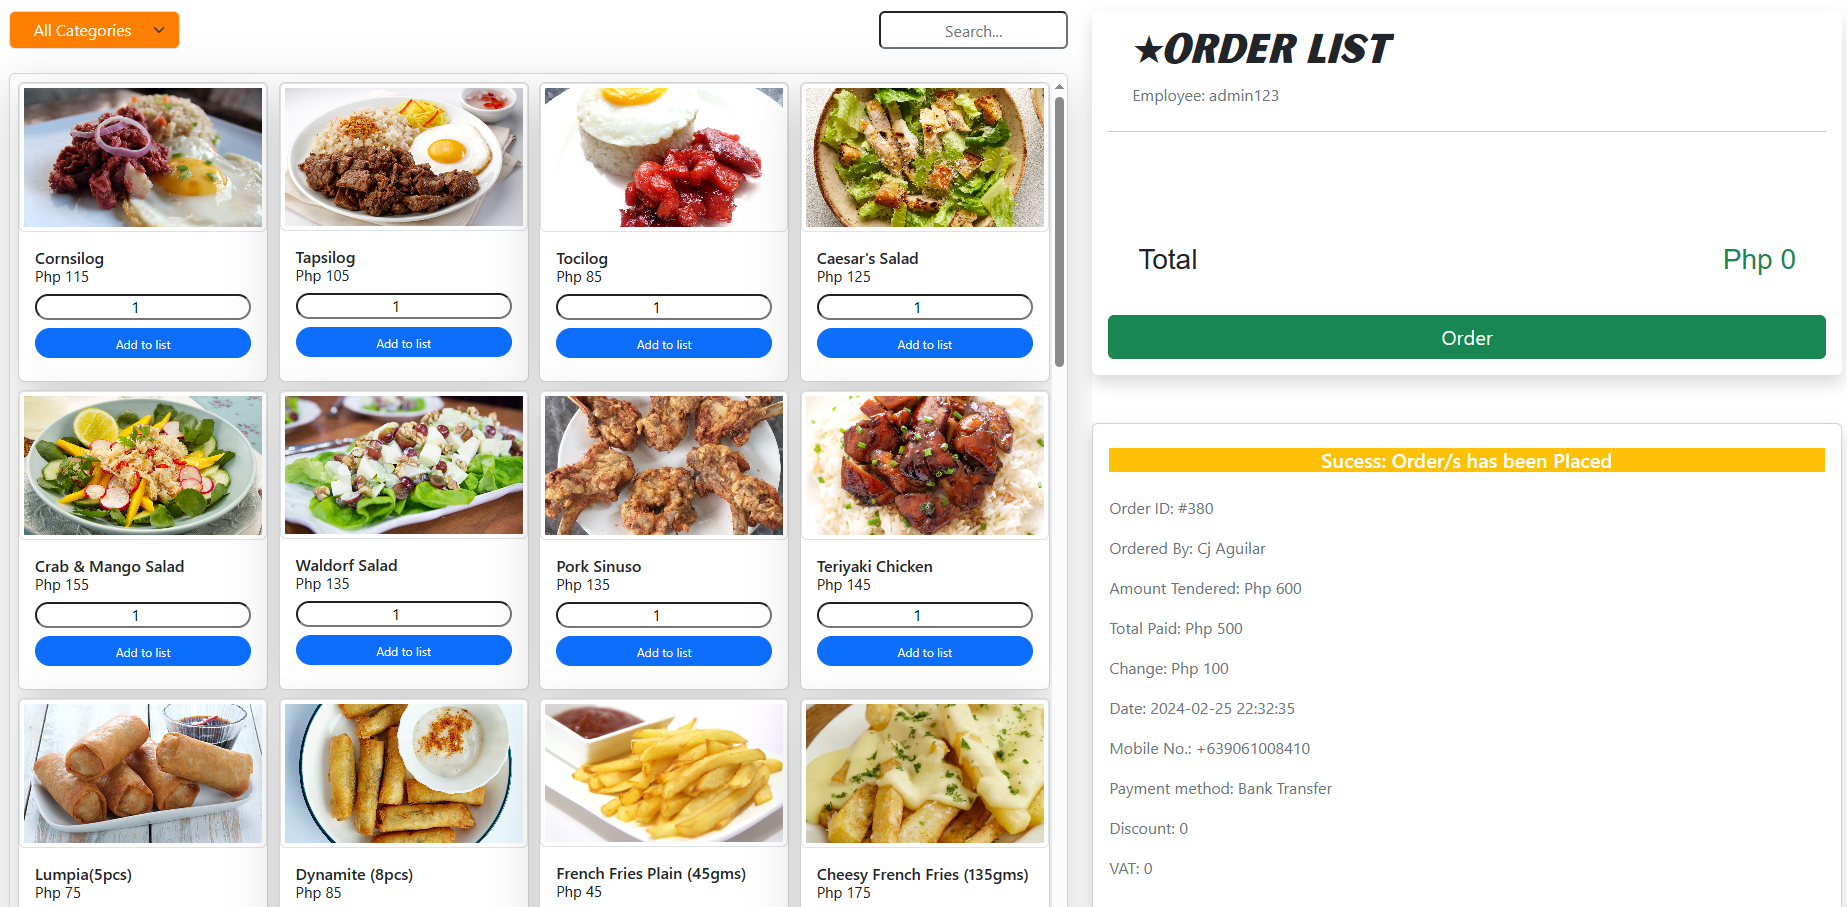 All Categories
Search...
Cornsilog
Php 115
1
Add to list
Tapsilog
Php 105
1
Add to list
Tocilog
Php 85
1
Add to list
Caesar's Salad
Php 125
1
Add to list
Crab & Mango Salad
Php 155
1
Add to list
Waldorf Salad
Php 135
1
Add to list
Pork Sinuso
Php 135
1
Add to list
Teriyaki Chicken
Php 145
1
Add to list
Lumpia(5pcs)
Php 75
Dynamite (8pcs)
Php 85
French Fries Plain (45gms)
Php 45
Cheesy French Fries (135gms)
Php 175
★ORDER LIST
Employee: admin123
Total Php 0
Order
Sucess: Order/s has been Placed
Order ID: #380
Ordered By: Cj Aguilar
Amount Tendered: Php 600
Total Paid: Php 500
Change: Php 100
Date: 2024-02-25 22:32:35
Mobile No.: +639061008410
Payment method: Bank Transfer
Discount: 0
VAT: 0